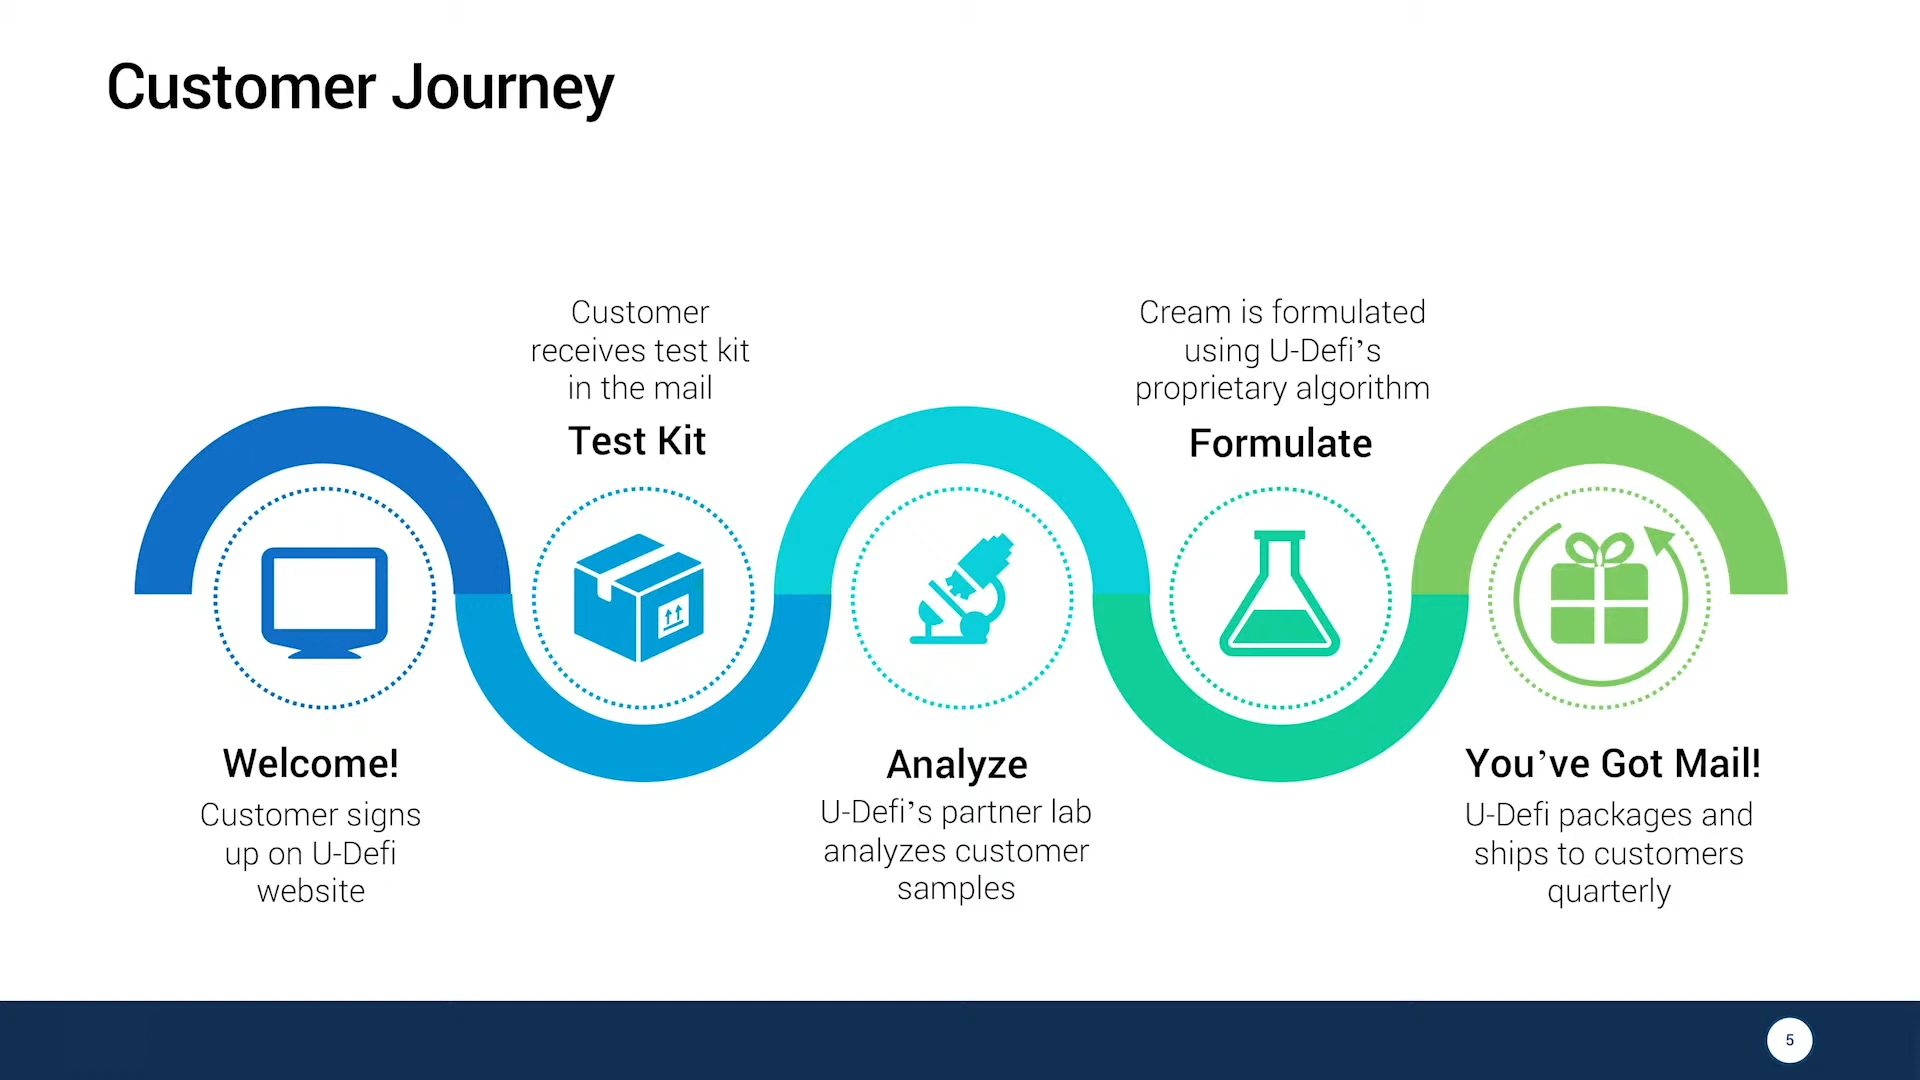 Customer Journey
Welcome!
Customer signs
up on U-Defi
website
Customer
receives test kit
in the mail
Test Kit
Analyze
U-Defi’s partner lab
analyzes customer
samples
Cream is formulated
using U-Defi’s
proprietary algorithm
Formulate
You’ve Got Mail!
U-Defi packages and
ships to customers
quarterly
5